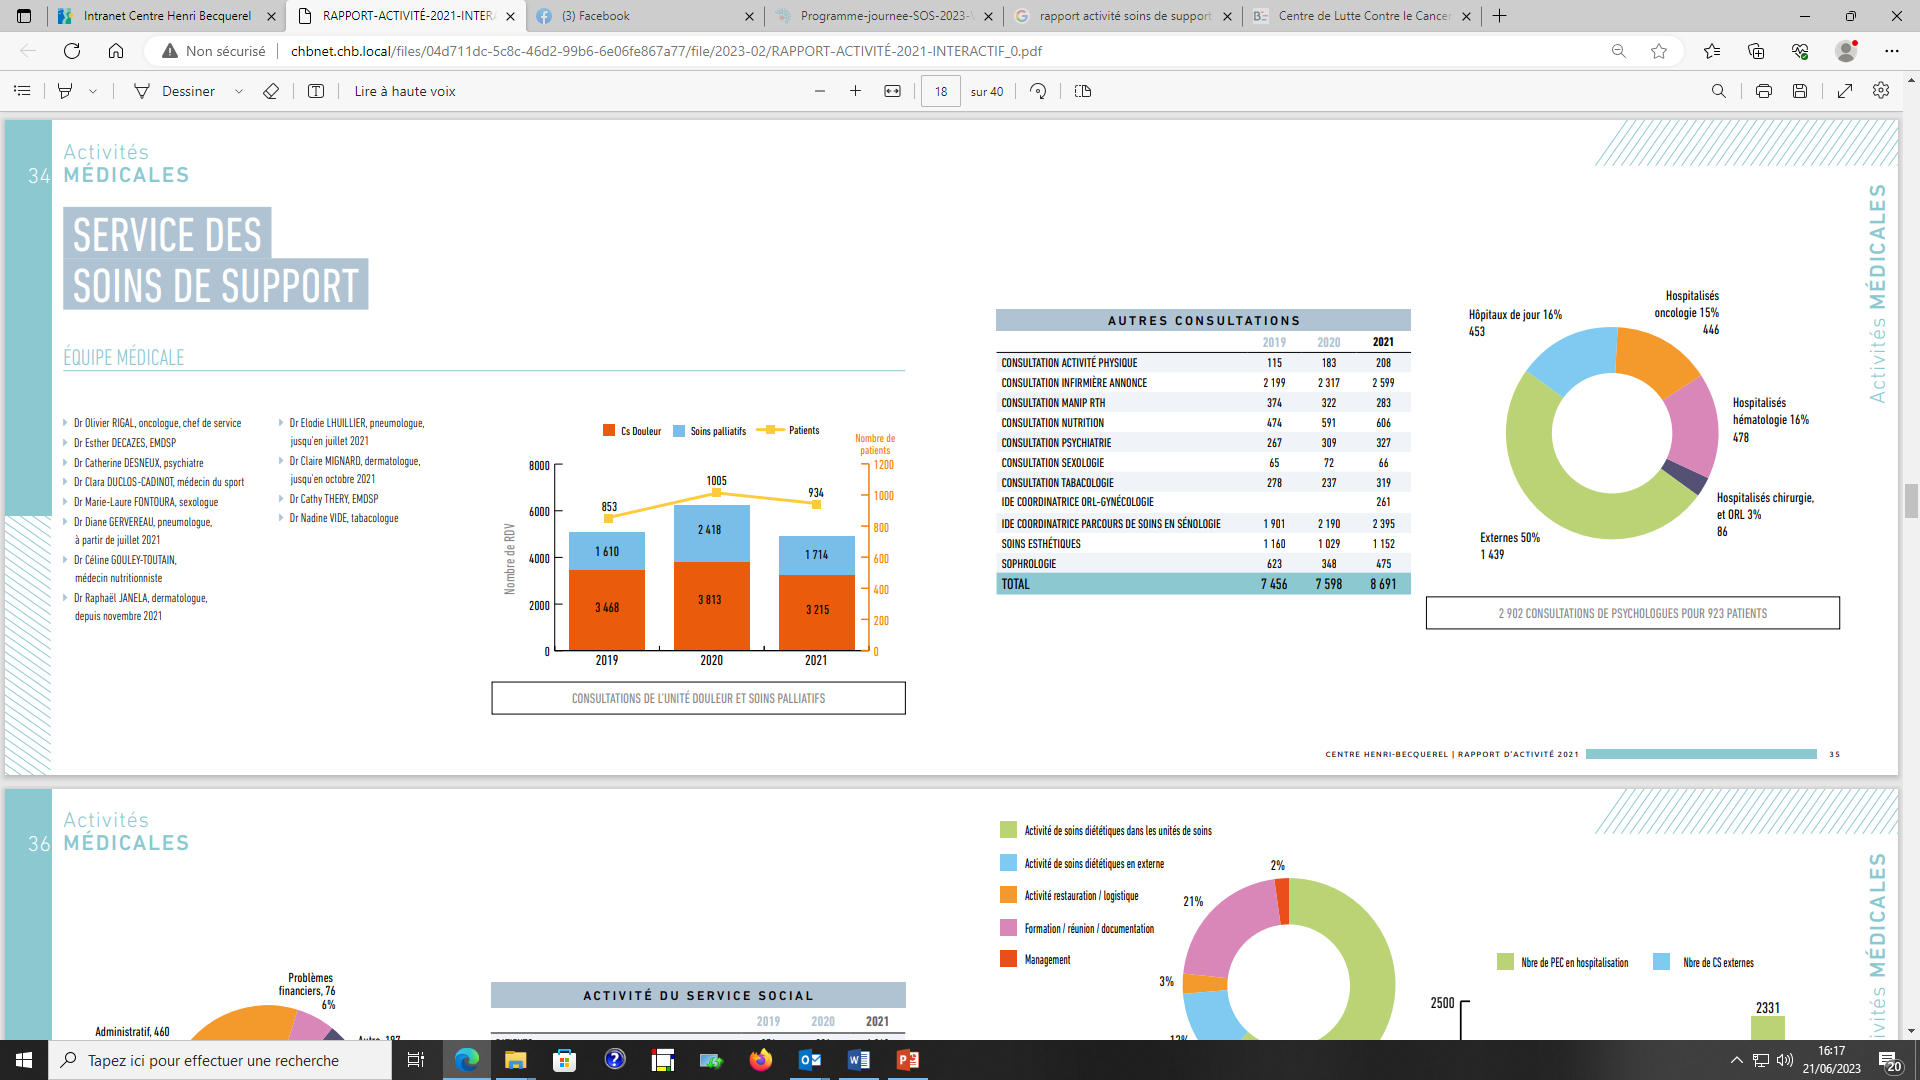 Intranet Centre Henri Becquerel
RAPPORT-ACTIVITÉ-2021-INTERA
(3) Facebook
Programme-journee-SOS-2023-V
rapport activité soins de support
Centre de Lutte Contre le Cancer
Non sécurisé
chbnet.chb.local/files/04d711dc-5c8c-46d2-99b6-6e06fe867a77/file/2023-02/RAPPORT-ACTIVITÉ-2021-INTERACTIF_0.pdf
Dessiner
Lire à haute voix
18
sur 40
34
Activités
MÉDICALES
SERVICE DES
SOINS DE SUPPORT
ÉQUIPE MÉDICALE
Dr Olivier RIGAL, oncologue, chef de service
Dr Esther DECAZES, EMDSP
Dr Catherine DESNEUX, psychiatre
Dr Clara DUCLOS-CADINOT, médecin du sport
Dr Marie-Laure FONTOURA, sexologue
Dr Diane GERVEREAU, pneumologue,
à partir de juillet 2021
Dr Céline GOULEY-TOUTAIN,
médecin nutritionniste
Dr Raphaël JANELA, dermatologue,
depuis novembre 2021
Dr Elodie LHUILLIER, pneumologue,
jusqu'en juillet 2021
Dr Claire MIGNARD, dermatologue,
jusqu'en octobre 2021
Dr Cathy THERY, EMDSP
Dr Nadine VIDE, tabacologue
Cs Douleur
Soins palliatifs
Patients
Nombre de
patients
Nombre de RDV
8000
6000
4000
2000
0
1200
1000
800
600
400
200
0
853
1005
934
1 610
2 418
1 714
3 468
3 813
3 215
2019
2020
2021
CONSULTATIONS DE L'UNITÉ DOULEUR ET SOINS PALLIATIFS
AUTRES CONSULTATIONS
2019 2020 2021
CONSULTATION ACTIVITÉ PHYSIQUE 115 183 208
CONSULTATION INFIRMIÈRE ANNONCE 2 199 2 317 2 599
CONSULTATION MANIP RTH 374 322 283
CONSULTATION NUTRITION 474 591 606
CONSULTATION PSYCHIATRIE 267 309 327
CONSULTATION SEXOLOGIE 65 72 66
CONSULTATION TABACOLOGIE 278 237 319
IDE COORDINATRICE ORL-GYNÉCOLOGIE 261
IDE COORDINATRICE PARCOURS DE SOINS EN SÉNOLOGIE 1 901 2 190 2 395
SOINS ESTHÉTIQUES 1 160 1 029 1 152
SOPHROLOGIE 623 348 475
TOTAL 7 456 7 598 8 691
Hôpitaux de jour 16%
453
Hospitalisés
oncologie 15%
446
Hospitalisés
hématologie 16%
478
Hospitalisés chirurgie,
et ORL 3%
86
Externes 50%
1 439
2 902 CONSULTATIONS DE PSYCHOLOGUES POUR 923 PATIENTS
Activités MÉDICALES
CENTRE HENRI-BECQUEREL | RAPPORT D'ACTIVITÉ 2021
35
36
Activités
MÉDICALES
Problèmes
financiers, 76
6%
Administratif, 460
Autre, 197
ACTIVITÉ DU SERVICE SOCIAL
2019 2020 2021
Activité de soins diététiques dans les unités de soins
Activité de soins diététiques en externe
Activité restauration / logistique
Formation / réunion / documentation
Management
2%
21%
3%
Nbre de PEC en hospitalisation
Nbre de CS externes
2500
2331
MÉDICALES
Tapez ici pour effectuer une recherche
16:17
21/06/2023
20